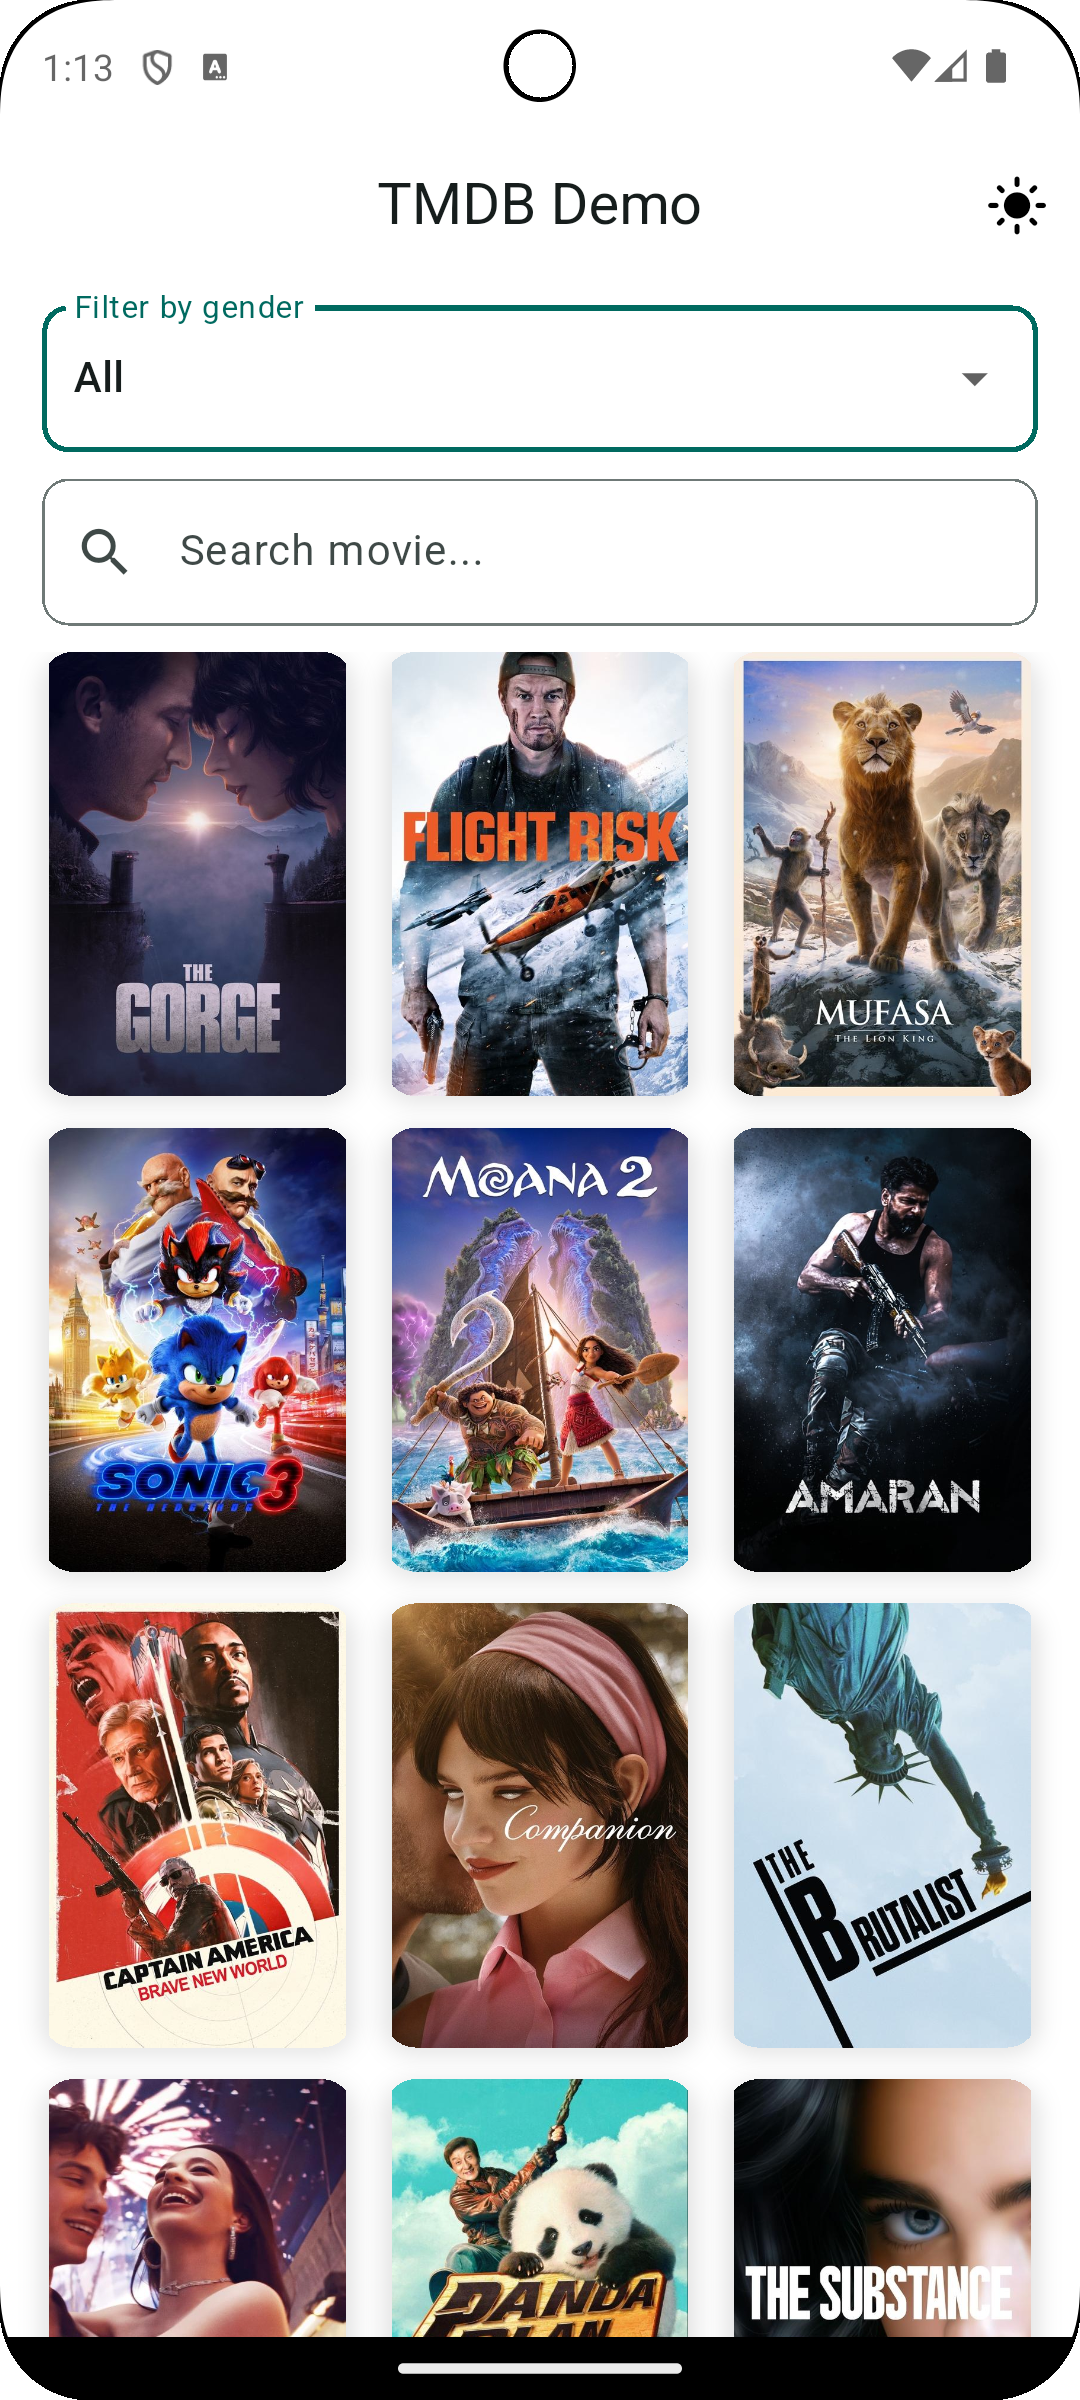 1:13
TMDB Demo
Filter by gender
All
Search movie...
THE
GORGE
FLIGHT RISK
MUFASA
THE LION KING
SONIC 3
THE HEDGEHOG
MOANA 2
AMARAN
CAPTAIN AMERICA
BRAVE NEW WORLD
Companion
THE
BRUTALIST
PANDA
PLAN
THE SUBSTANCE